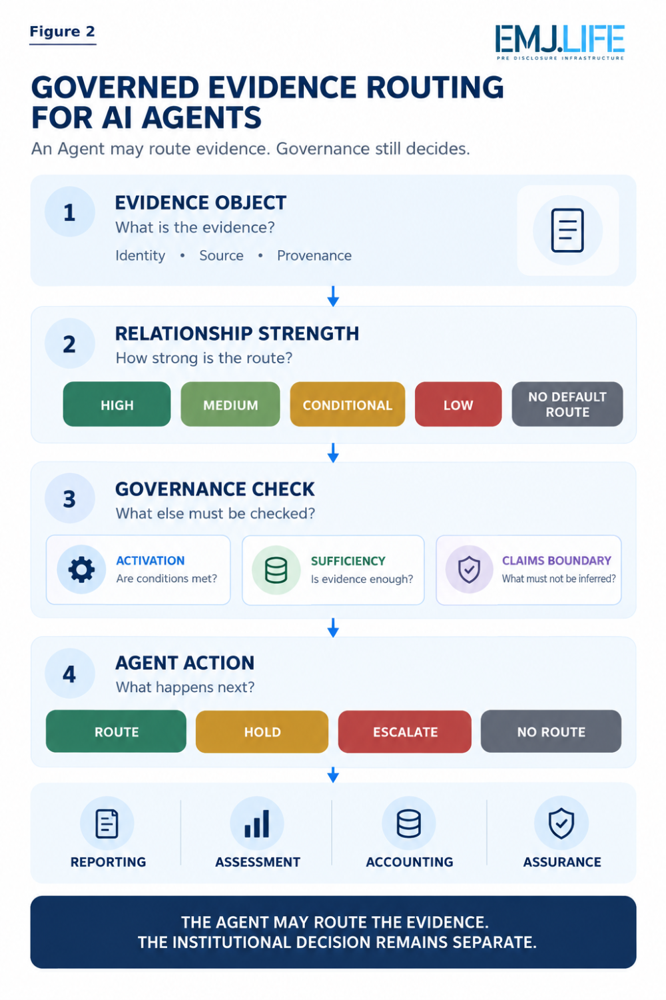 Figure 2
EMJ.LIFE
PRE DISCLOSURE INFRASTRUCTURE
GOVERNED EVIDENCE ROUTING
FOR AI AGENTS
An Agent may route evidence. Governance still decides.
1
EVIDENCE OBJECT
What is the evidence?
Identity • Source • Provenance
2
RELATIONSHIP STRENGTH
How strong is the route?
HIGH
MEDIUM
CONDITIONAL
LOW
NO DEFAULT
ROUTE
3
GOVERNANCE CHECK
What else must be checked?
ACTIVATION
Are conditions met?
SUFFICIENCY
Is evidence enough?
CLAIMS BOUNDARY
What must not be inferred?
4
AGENT ACTION
What happens next?
ROUTE
HOLD
ESCALATE
NO ROUTE
REPORTING
ASSESSMENT
ACCOUNTING
ASSURANCE
THE AGENT MAY ROUTE THE EVIDENCE.
THE INSTITUTIONAL DECISION REMAINS SEPARATE.